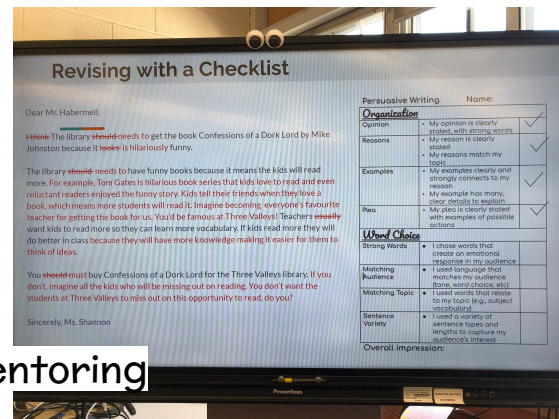 Revising with a Checklist
Dear Mr. Habermell,
I think The library should needs to get the book Confessions of a Dork Lord by Mike
Johnston because it looks is hilariously funny.
The library should needs to have funny books because it means the kids will read
more. For example, Tom Gates is hilarious book series that kids love to read and even
reluctant readers enjoyed the funny story. Kids tell their friends when they love a
book, which means more students will read it. Imagine becoming everyone's favourite
teacher for getting the book for us. You'd be famous at Three Valleys! Teachers usually
want kids to read more so they can learn more vocabulary. If kids read more they will
do better in class because they will have more knowledge making it easier for them to
think of ideas.
You should must buy Confessions of a Dork Lord for the Three Valleys library. If you
don't, imagine all the kids who will be missing out on reading. You don't want the
students at Three Valleys to miss out on this opportunity to read, do you?
Sincerely, Ms. Shannon
Persuasive Writing Name:
Organization
Opinion • My opinion is clearly
stated, with strong words
Reasons • My reason is clearly
stated
• My reasons match my
topic
Examples • My examples clearly and
strongly connects to my
reason
• My example has many,
clear details to explain
Plea • My plea is clearly stated
with examples of possible
actions
Word Choice
Strong Words • I chose words that
create an emotional
response in my audience
Matching
Audience • I used language that
matches my audience
(tone, word choice, etc)
Matching Topic • I used words that relate
to my topic (e.g., subject
vocabulary)
Sentence
Variety • I used a variety of
sentence types and
lengths to capture my
audience's interest
Overall impression:
entoring
Promethean